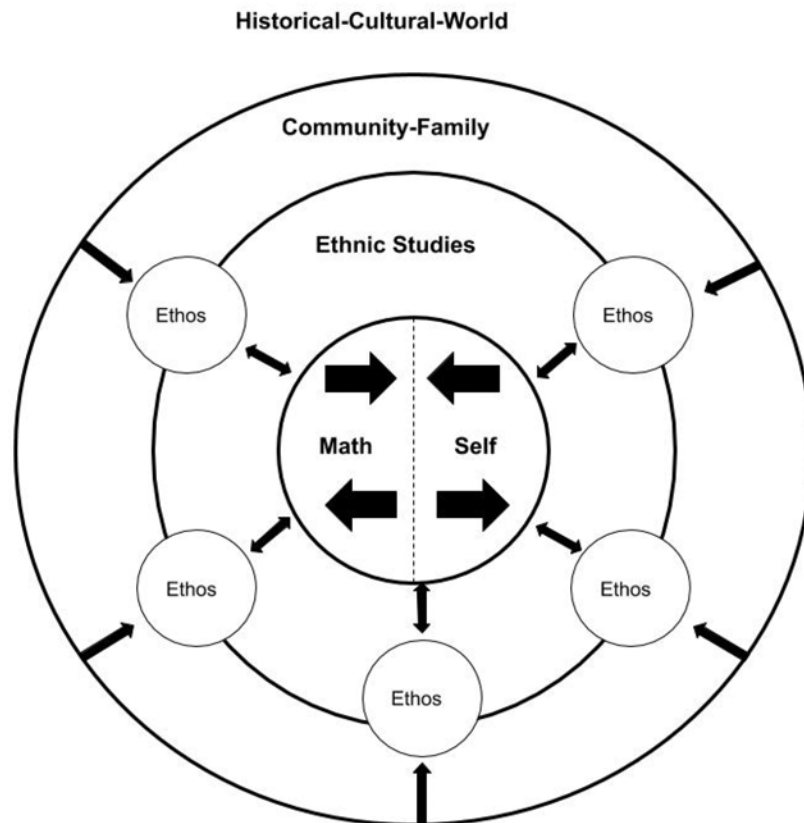 Historical-Cultural-World
Community-Family
Ethnic Studies
Ethos
Ethos
Math
Self
Ethos
Ethos
Ethos